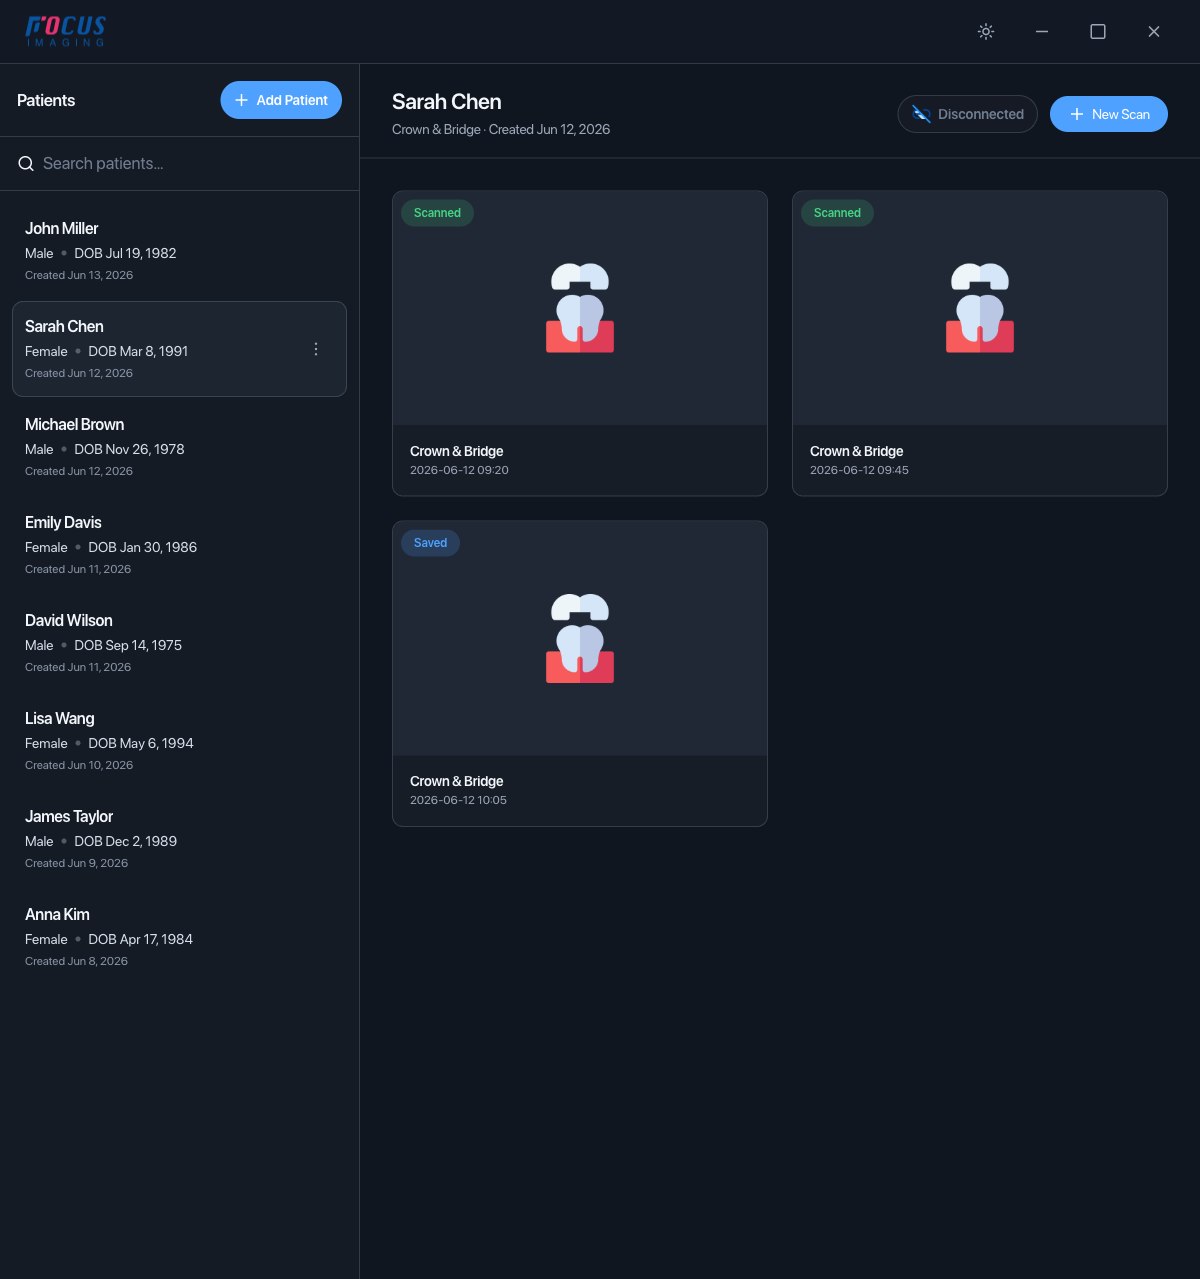 FOCUS
IMAGING
Patients
Add Patient
Search patients...
John Miller
Male • DOB Jul 19, 1982
Created Jun 13, 2026
Sarah Chen
Female • DOB Mar 8, 1991
Created Jun 12, 2026
Michael Brown
Male • DOB Nov 26, 1978
Created Jun 12, 2026
Emily Davis
Female • DOB Jan 30, 1986
Created Jun 11, 2026
David Wilson
Male • DOB Sep 14, 1975
Created Jun 11, 2026
Lisa Wang
Female • DOB May 6, 1994
Created Jun 10, 2026
James Taylor
Male • DOB Dec 2, 1989
Created Jun 9, 2026
Anna Kim
Female • DOB Apr 17, 1984
Created Jun 8, 2026
Sarah Chen
Crown & Bridge · Created Jun 12, 2026
Disconnected
New Scan
Scanned
Crown & Bridge
2026-06-12 09:20
Scanned
Crown & Bridge
2026-06-12 09:45
Saved
Crown & Bridge
2026-06-12 10:05